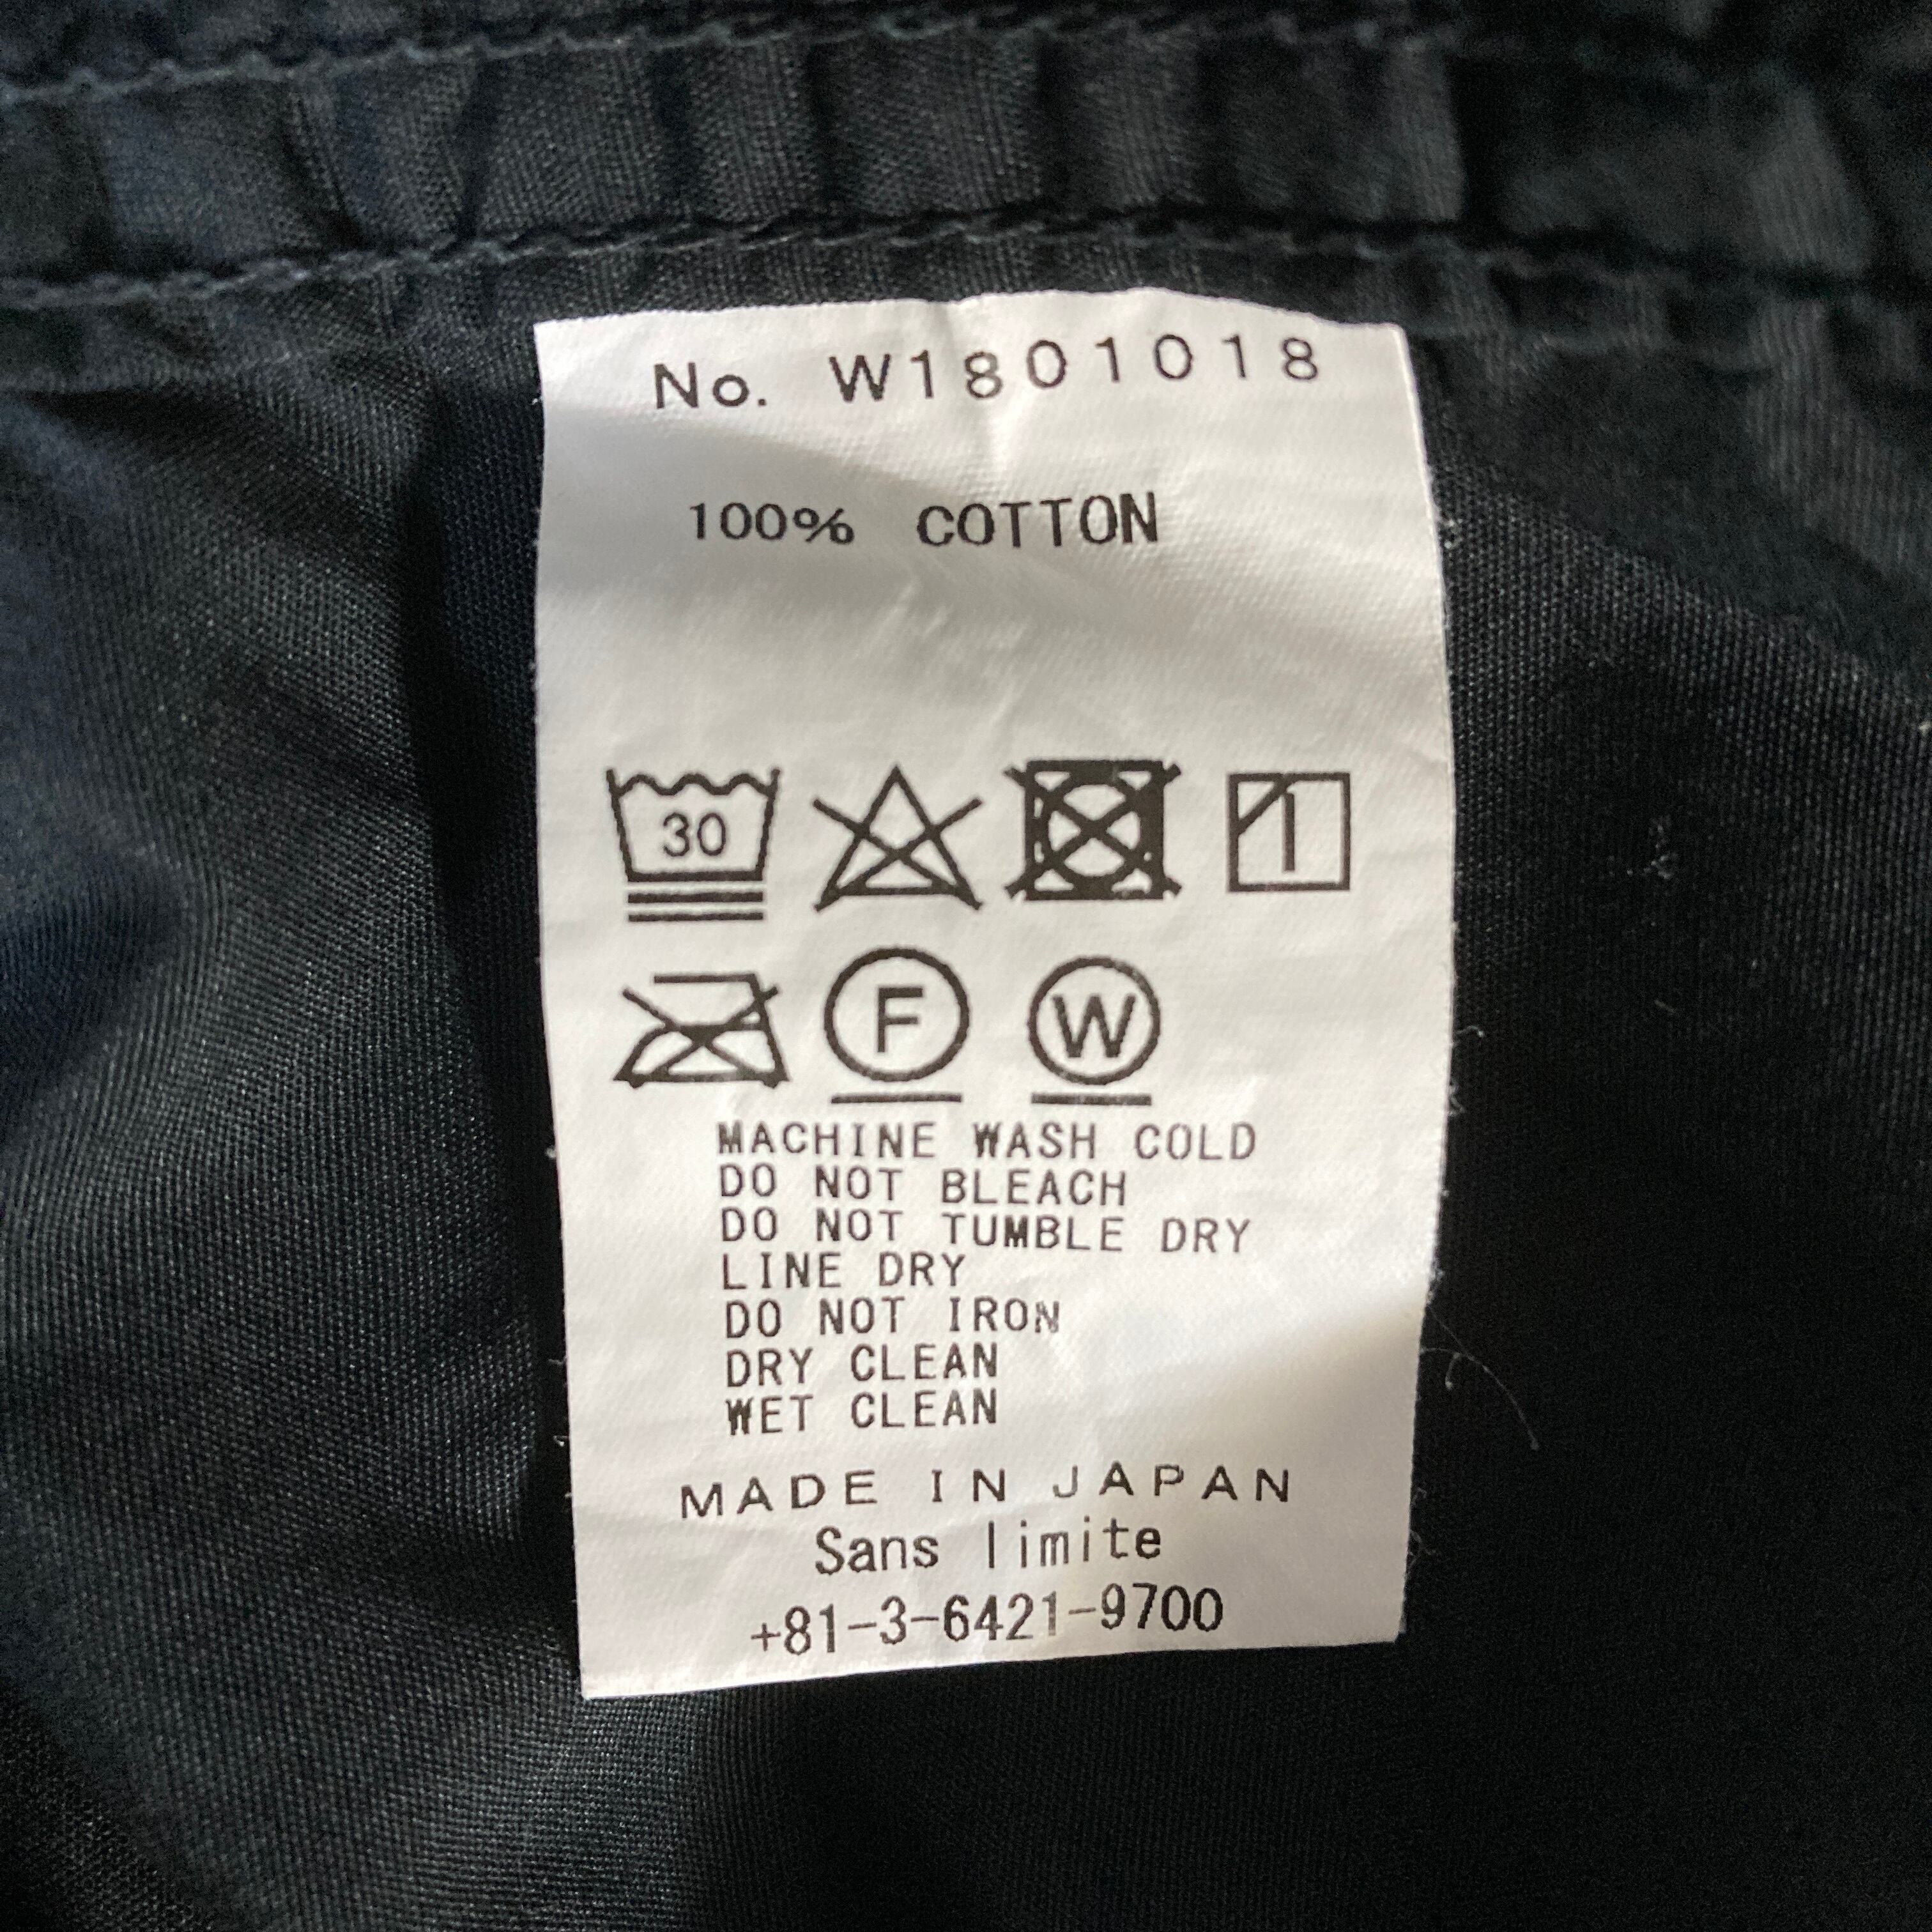 No. W1801018
100% COTTON
30
F W
MACHINE WASH COLD
DO NOT BLEACH
DO NOT TUMBLE DRY
LINE DRY
DO NOT IRON
DRY CLEAN
WET CLEAN
MADE IN JAPAN
Sans limite
+81-3-6421-9700